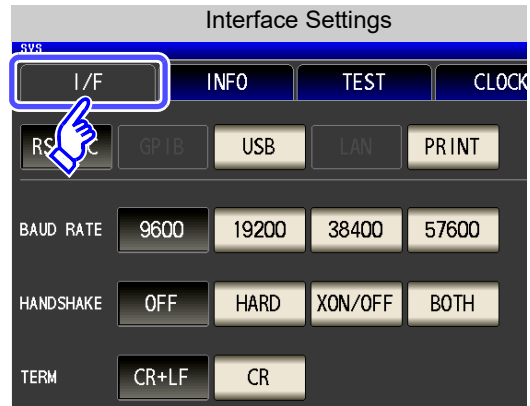 Interface Settings
SYS
I/F INFO TEST CLOCK
GPIB USB LAN PRINT
BAUD RATE 9600 19200 38400 57600
HANDSHAKE OFF HARD XON/OFF BOTH
TERM CR+LF CR